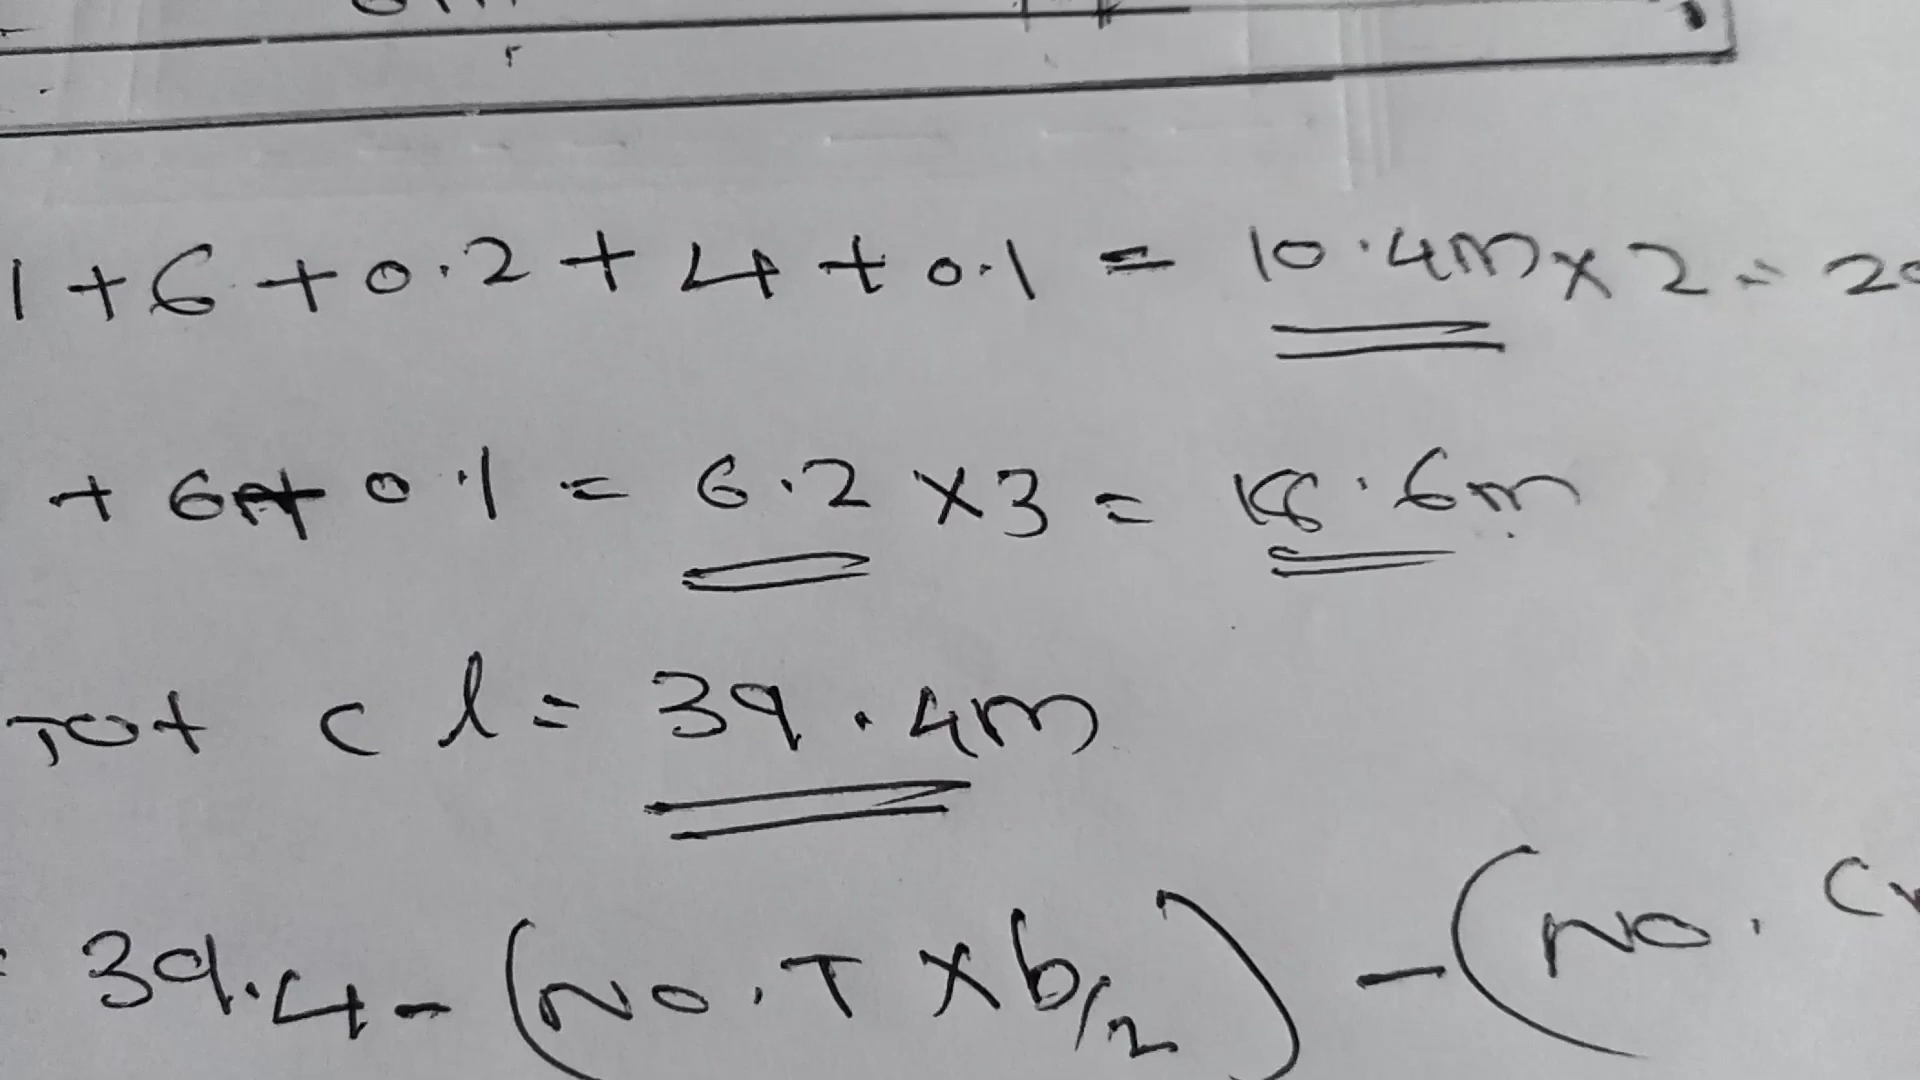 1 + 6 + 0.2 + 4 + 0.1 = 10.4m × 2 = 20
+ 6 + 0.1 = 6.2 × 3 = 18.6m
Tot c l = 39.4m
39.4 - (No. T × b/2) - (No. C